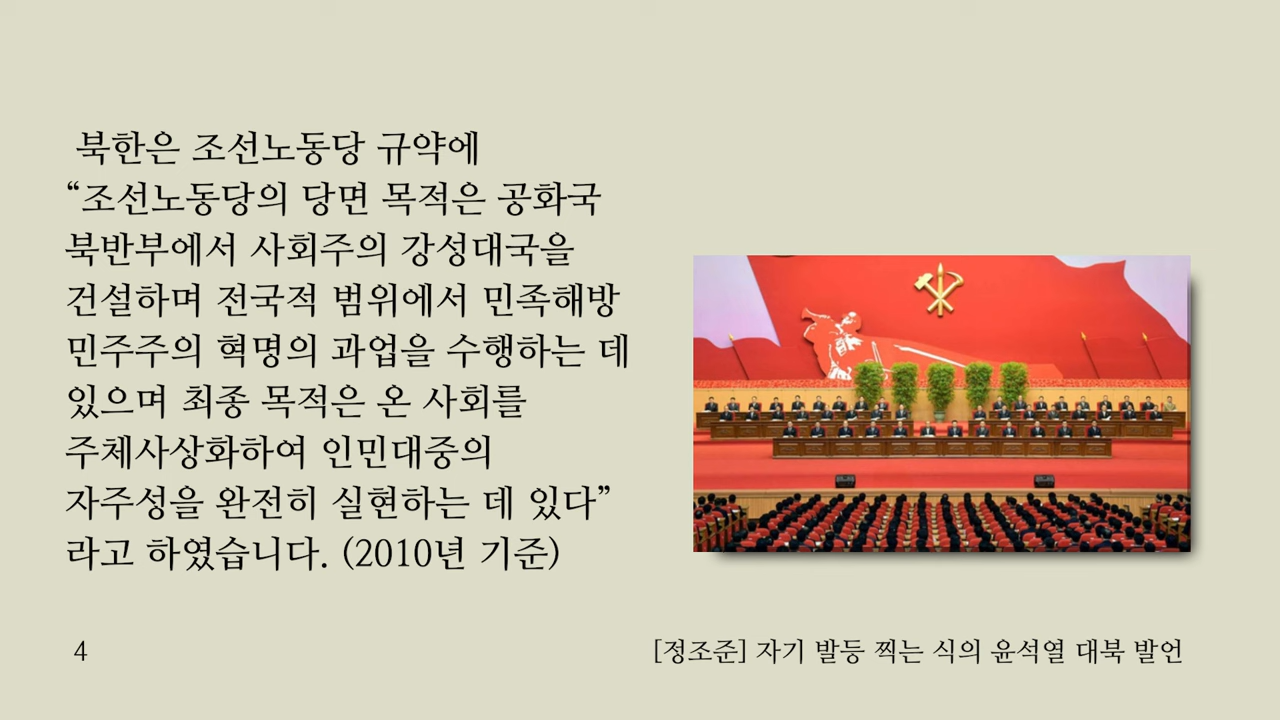 북한은 조선노동당 규약에
“조선노동당의 당면 목적은 공화국
북반부에서 사회주의 강성대국을
건설하며 전국적 범위에서 민족해방
민주주의 혁명의 과업을 수행하는 데
있으며 최종 목적은 온 사회를
주체사상화하여 인민대중의
자주성을 완전히 실현하는 데 있다”
라고 하였습니다. (2010년 기준)
4
[정조준] 자기 발등 찍는 식의 윤석열 대북 발언